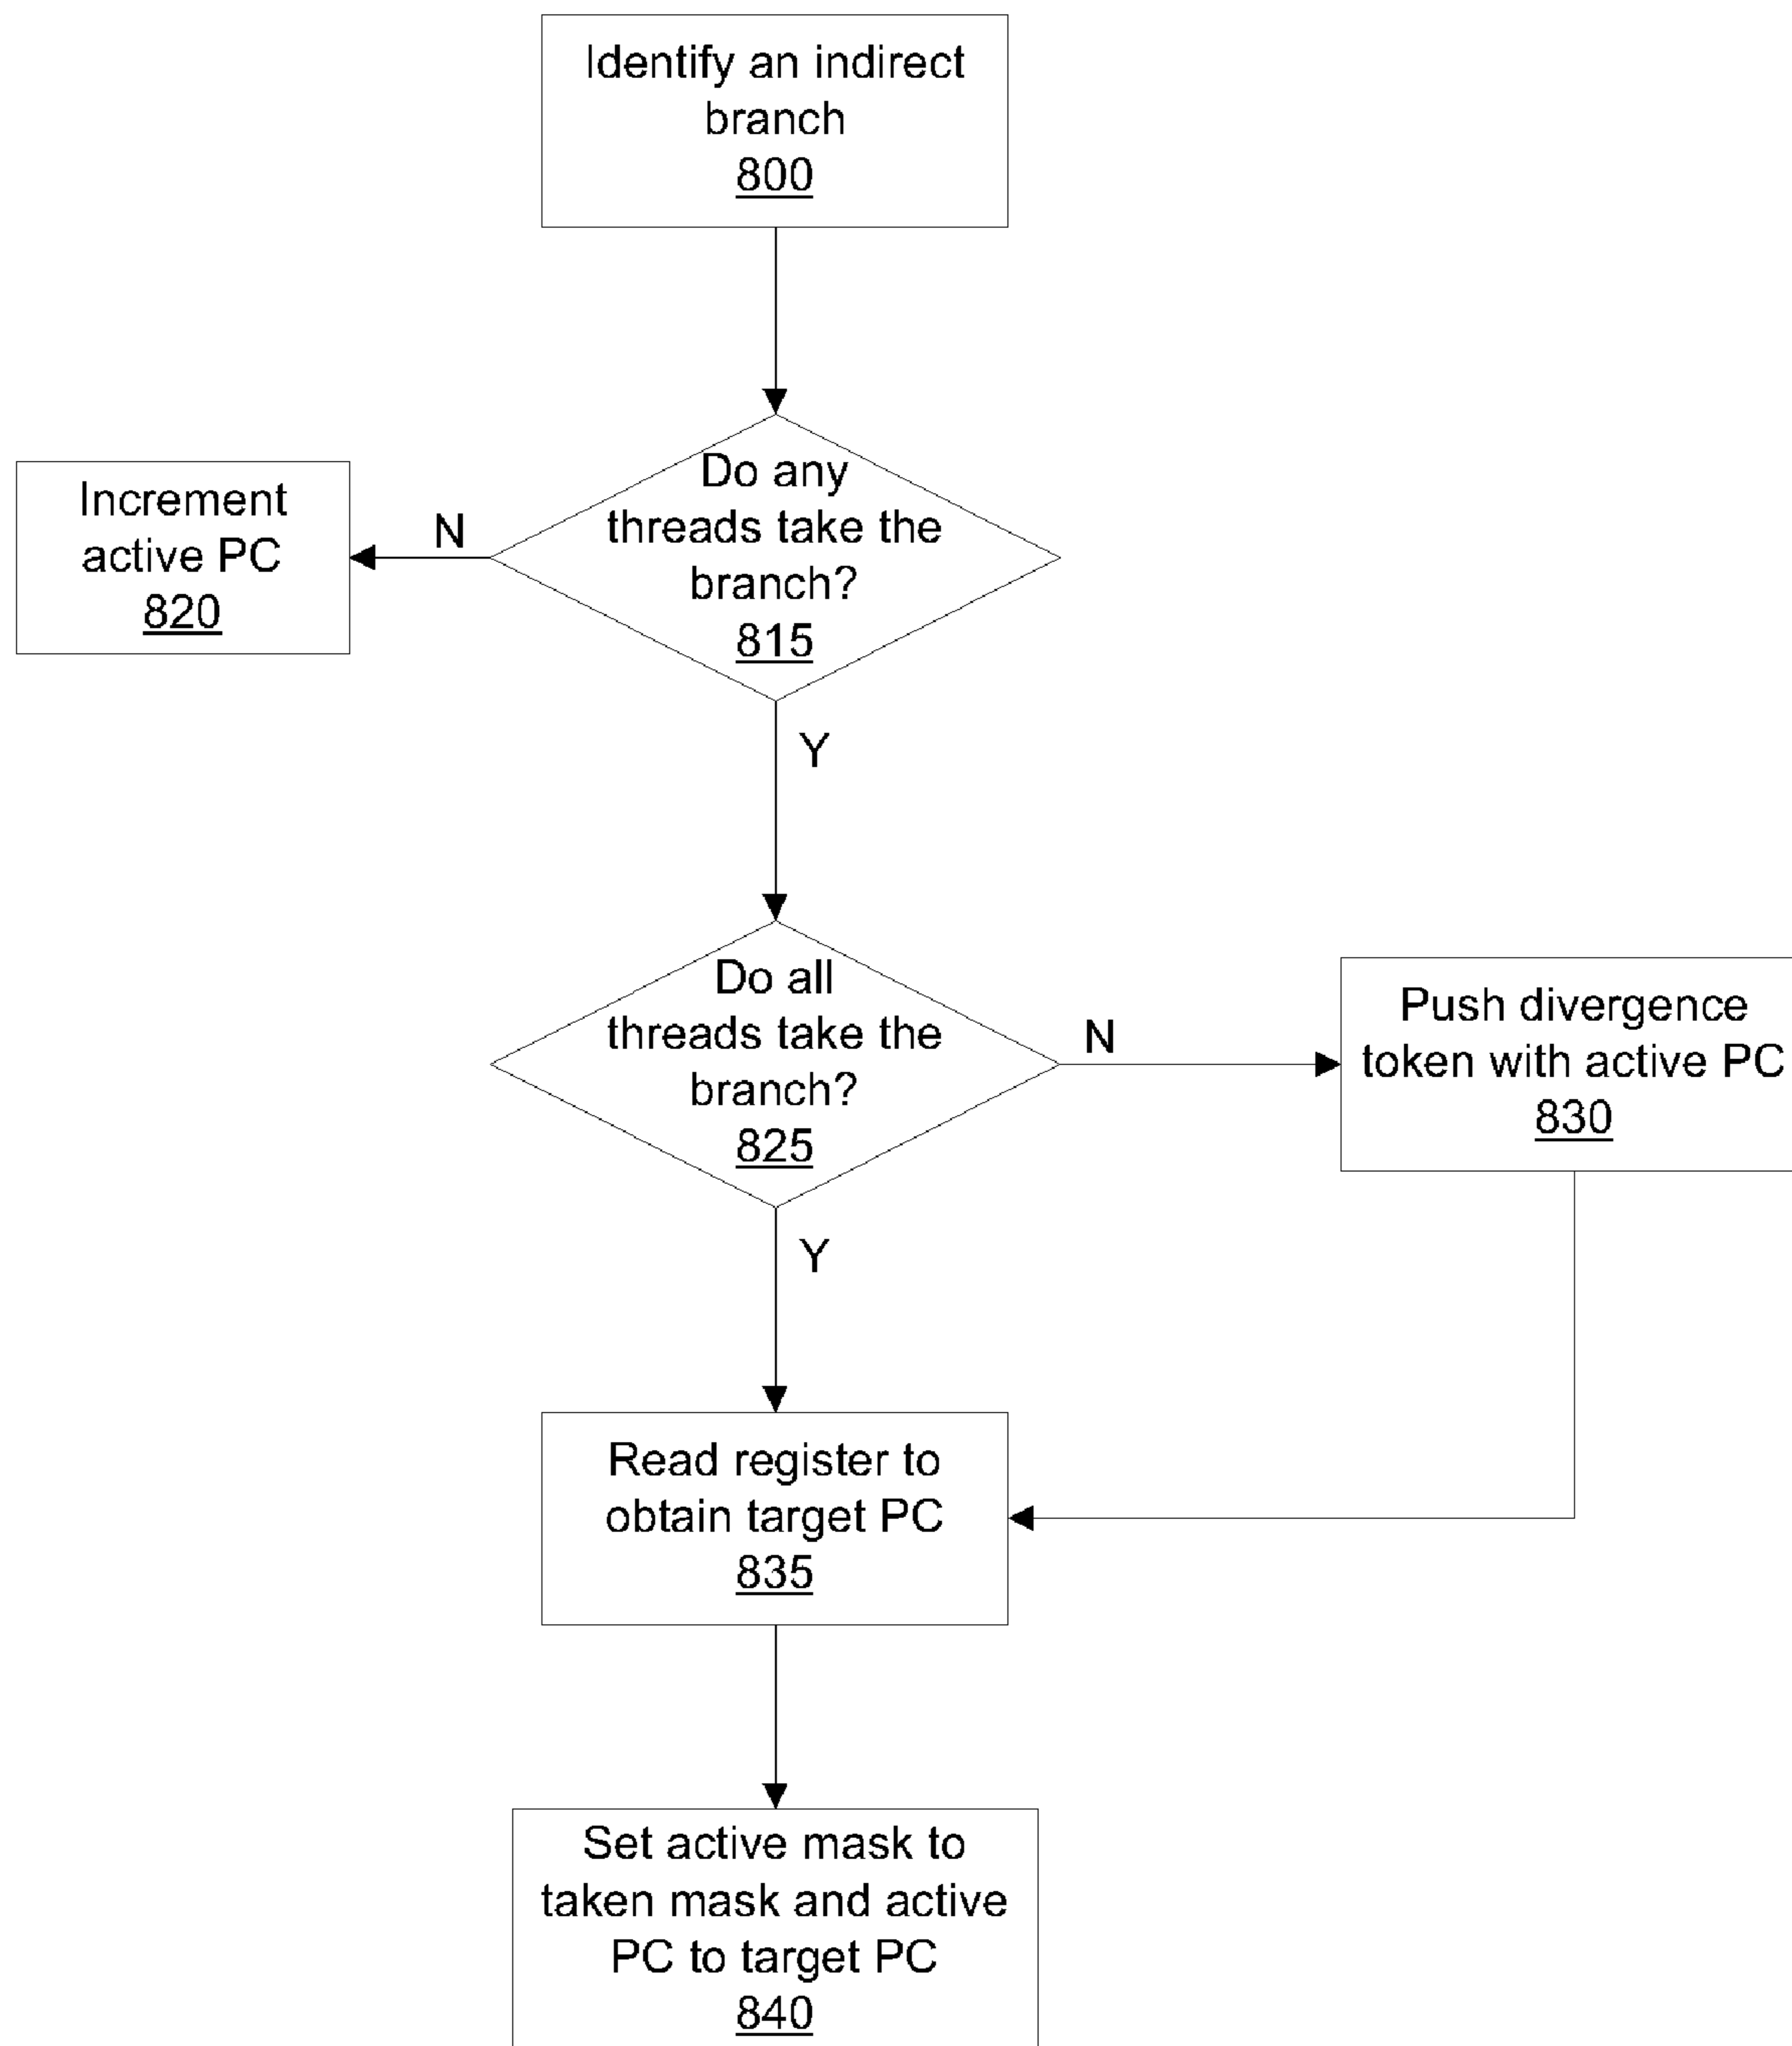 Identify an indirect
branch
800
Do any
threads take the
branch?
815
N
Increment
active PC
820
Y
Do all
threads take the
branch?
825
N
Push divergence
token with active PC
830
Y
Read register to
obtain target PC
835
Set active mask to
taken mask and active
PC to target PC
840